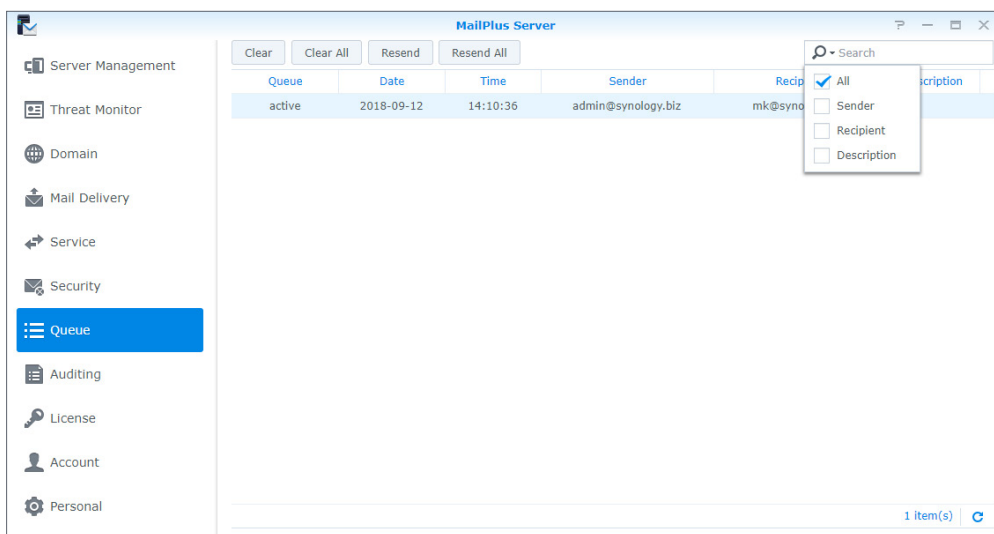 MailPlus Server
Server Management
Threat Monitor
Domain
Mail Delivery
Service
Security
Queue
Auditing
License
Account
Personal
Clear Clear All Resend Resend All Search
Queue Date Time Sender
active 2018-09-12 14:10:36 admin@synology.biz
All
Sender
Recipient
Description
1 item(s)